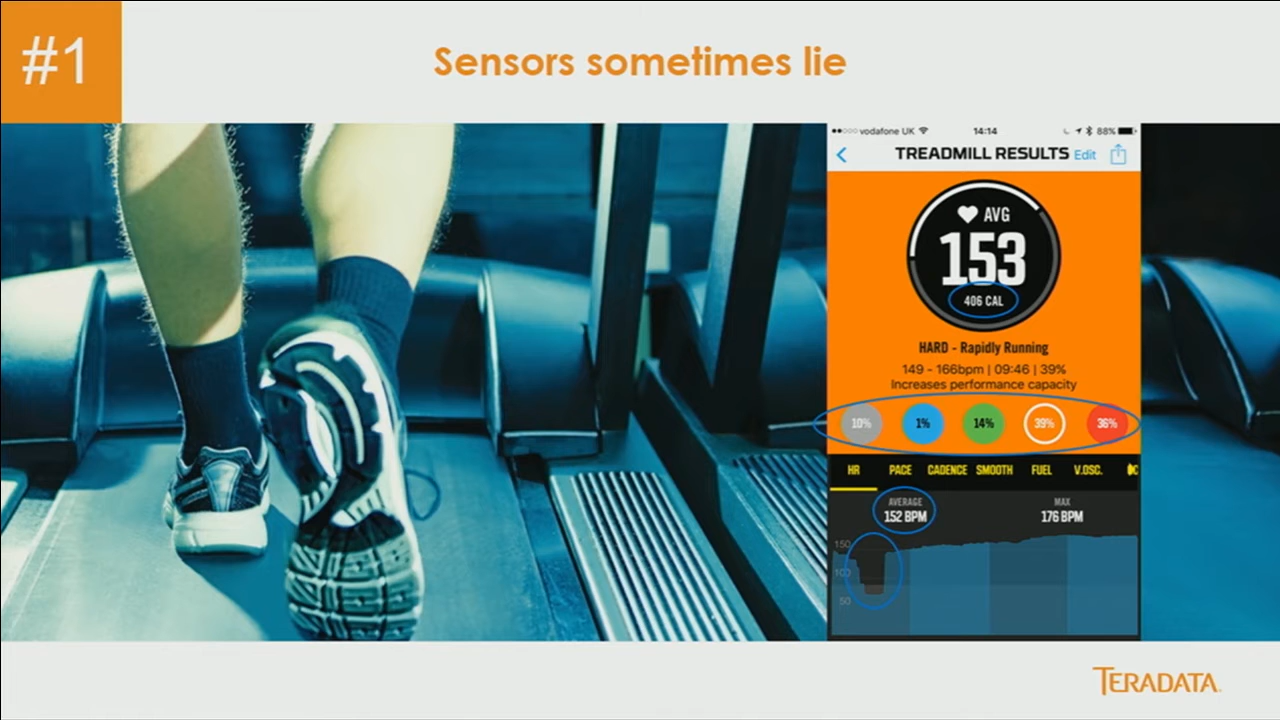 #1
Sensors sometimes lie
vodafone UK 14:14 88%
TREADMILL RESULTS Edit
AVG
153
406 CAL
HARD - Rapidly Running
149 - 166bpm | 09:46 | 39%
Increases performance capacity
10% 1% 14% 39% 36%
HR PACE CADENCE SMOOTH FUEL V.OSC.
AVERAGE MAX
152 BPM 176 BPM
150
100
50
TERADATA.